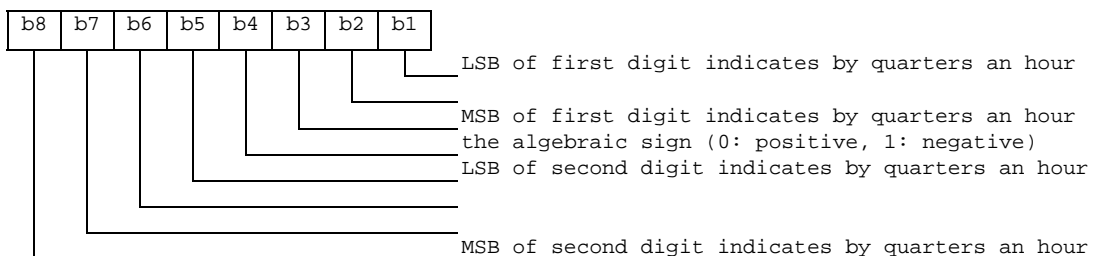 b8 b7 b6 b5 b4 b3 b2 b1
LSB of first digit indicates by quarters an hour
MSB of first digit indicates by quarters an hour
the algebraic sign (0: positive, 1: negative)
LSB of second digit indicates by quarters an hour
MSB of second digit indicates by quarters an hour